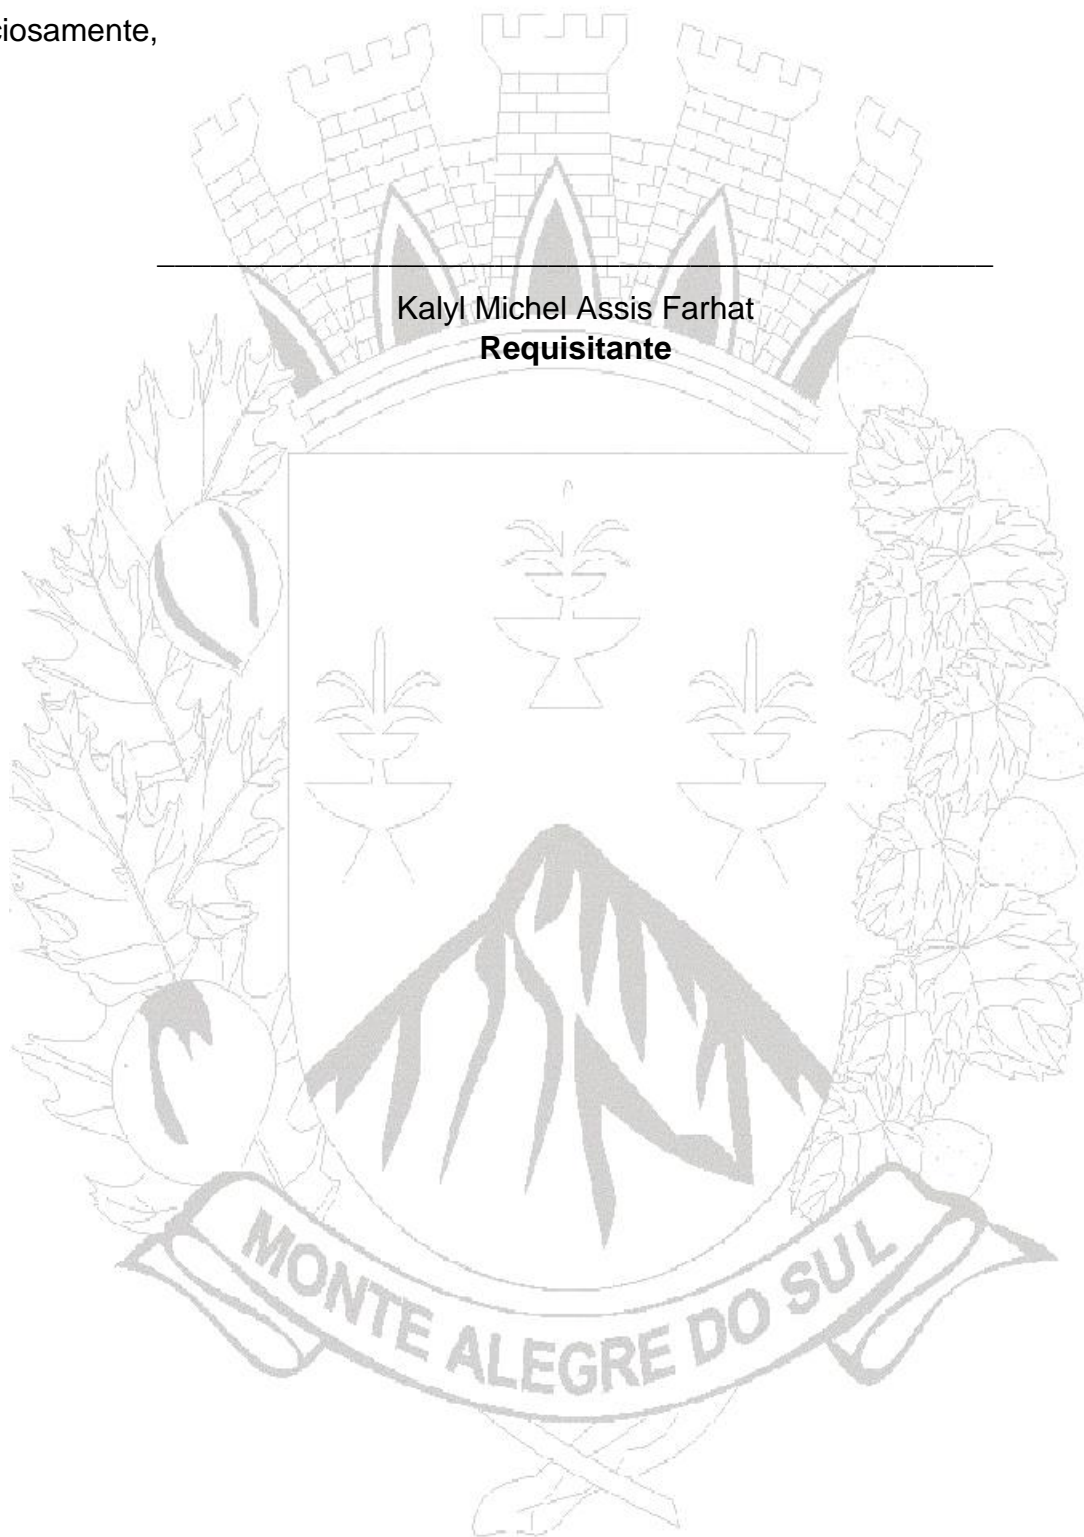 ciosamente,
Kalyl Michel Assis Farhat
Requisitante
MONTE ALEGRE DO SUL